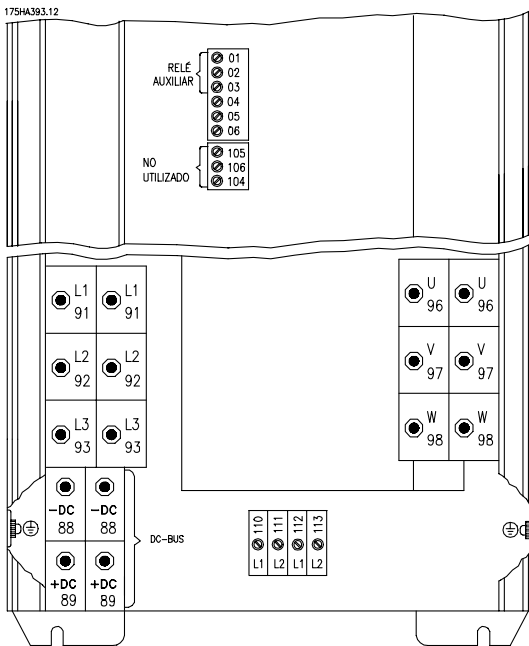 175HA393.12
RELÉ
AUXILIAR
01
02
03
04
05
06
NO
UTILIZADO
105
106
104
L1 L1
91 91
L2 L2
92 92
L3 L3
93 93
-DC -DC
88 88
+DC +DC
89 89
DC-BUS
U U
96 96
V V
97 97
W W
98 98
110 111 112 113
L1 L2 L1 L2